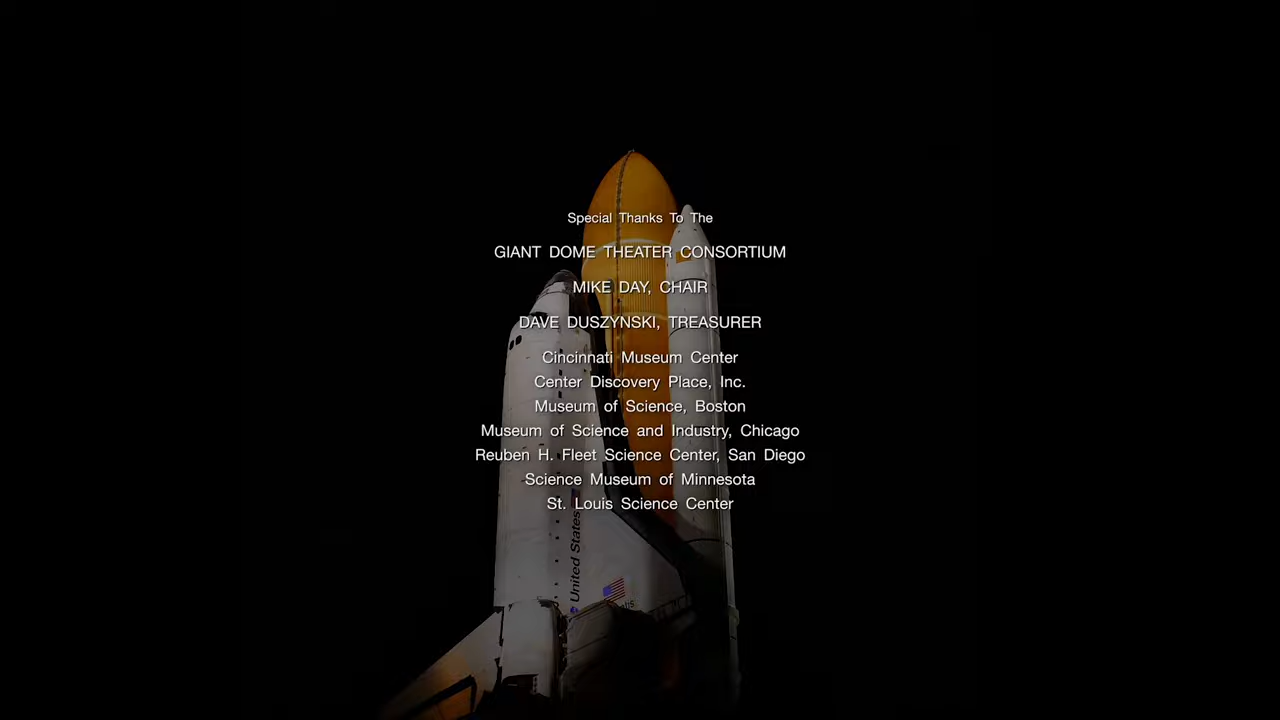 Special Thanks To The
GIANT DOME THEATER CONSORTIUM
MIKE DAY, CHAIR
DAVE DUSZYNSKI, TREASURER
Cincinnati Museum Center
Center Discovery Place, Inc.
Museum of Science, Boston
Museum of Science and Industry, Chicago
Reuben H. Fleet Science Center, San Diego
Science Museum of Minnesota
St. Louis Science Center
United States